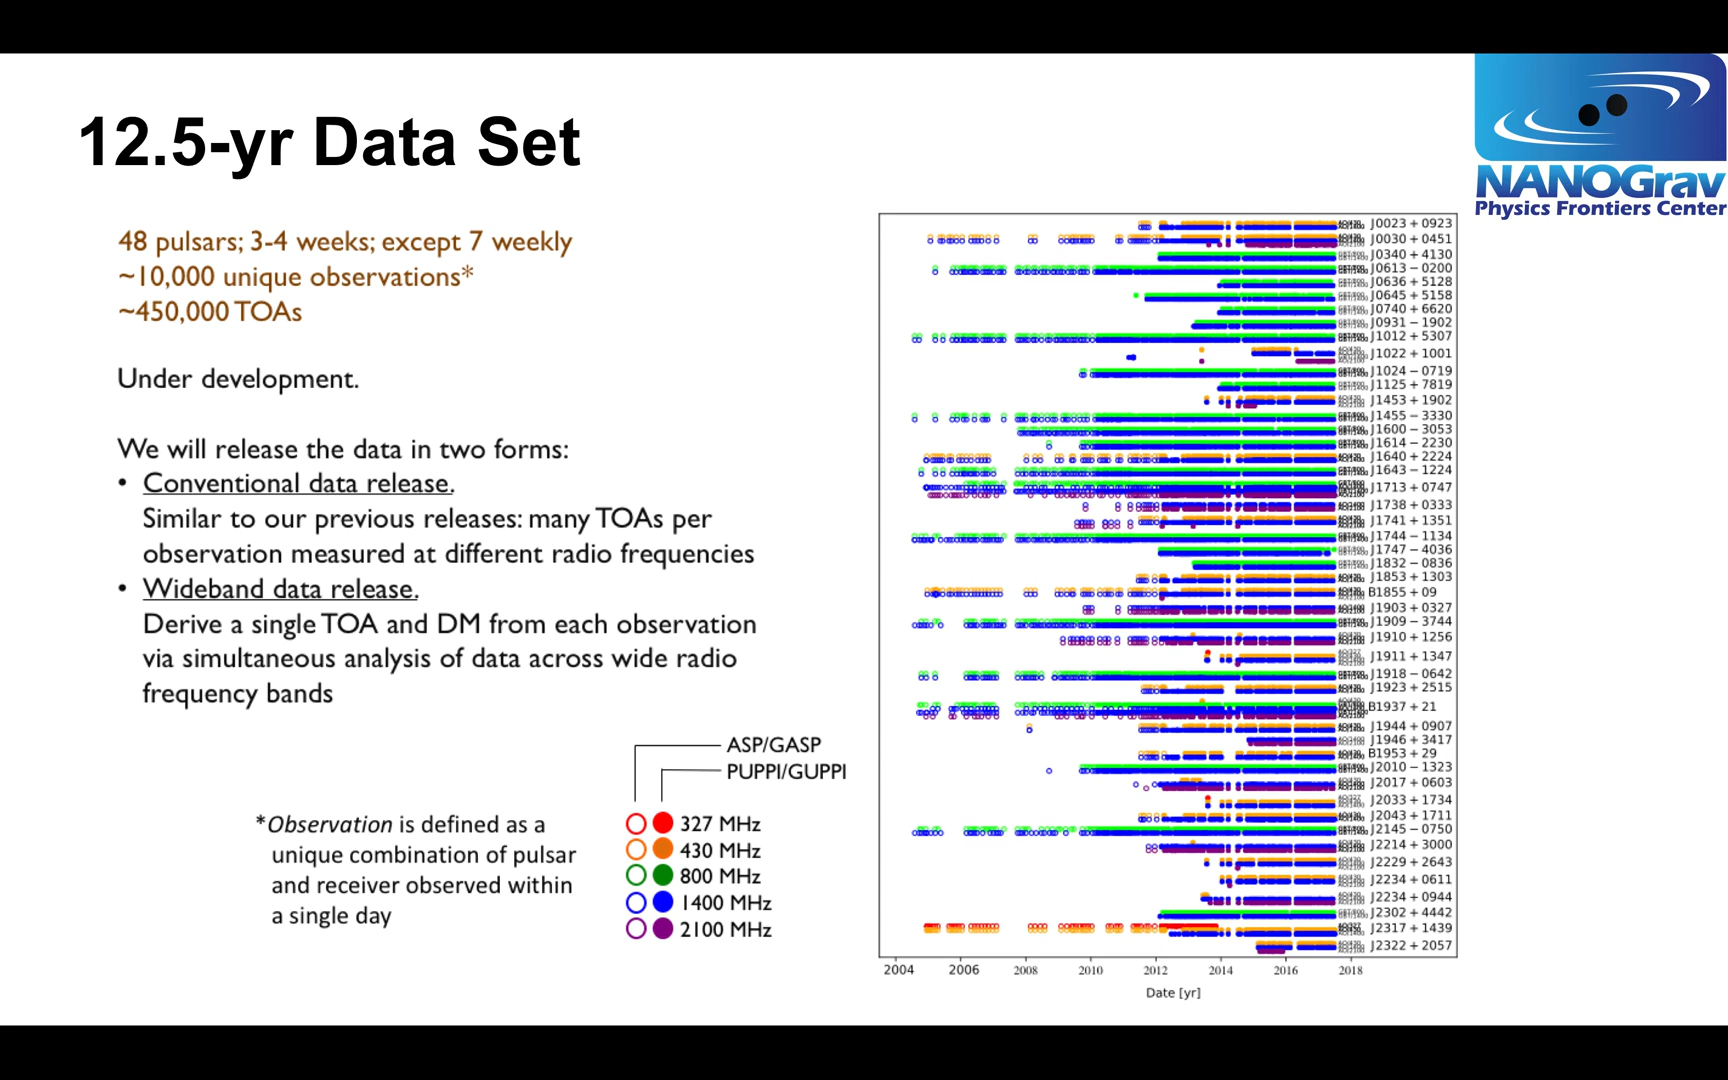 12.5-yr Data Set
NANOGrav
Physics Frontiers Center
48 pulsars; 3-4 weeks; except 7 weekly
~10,000 unique observations*
~450,000 TOAs
Under development.
We will release the data in two forms:
• Conventional data release.
Similar to our previous releases: many TOAs per
observation measured at different radio frequencies
• Wideband data release.
Derive a single TOA and DM from each observation
via simultaneous analysis of data across wide radio
frequency bands
ASP/GASP
PUPPI/GUPPI
327 MHz
430 MHz
800 MHz
1400 MHz
2100 MHz
*Observation is defined as a
unique combination of pulsar
and receiver observed within
a single day
J0023+0923
J0030+0451
J0340+4130
J0613−0200
J0636+5128
J0645+5158
J0740+6620
J0931−1902
J1012+5307
J1022+1001
J1024−0719
J1125+7819
J1453+1902
J1455−3330
J1600−3053
J1614−2230
J1640+2224
J1643−1224
J1713+0747
J1738+0333
J1741+1351
J1744−1134
J1747−4036
J1832−0836
J1853+1303
B1855+09
J1903+0327
J1909−3744
J1910+1256
J1911+1347
J1918−0642
J1923+2515
B1937+21
J1944+0907
J1946+3417
B1953+29
J2010−1323
J2017+0603
J2033+1734
J2043+1711
J2145−0750
J2214+3000
J2229+2643
J2234+0611
J2234+0944
J2302+4442
J2317+1439
J2322+2057
2004 2006 2008 2010 2012 2014 2016 2018
Date [yr]